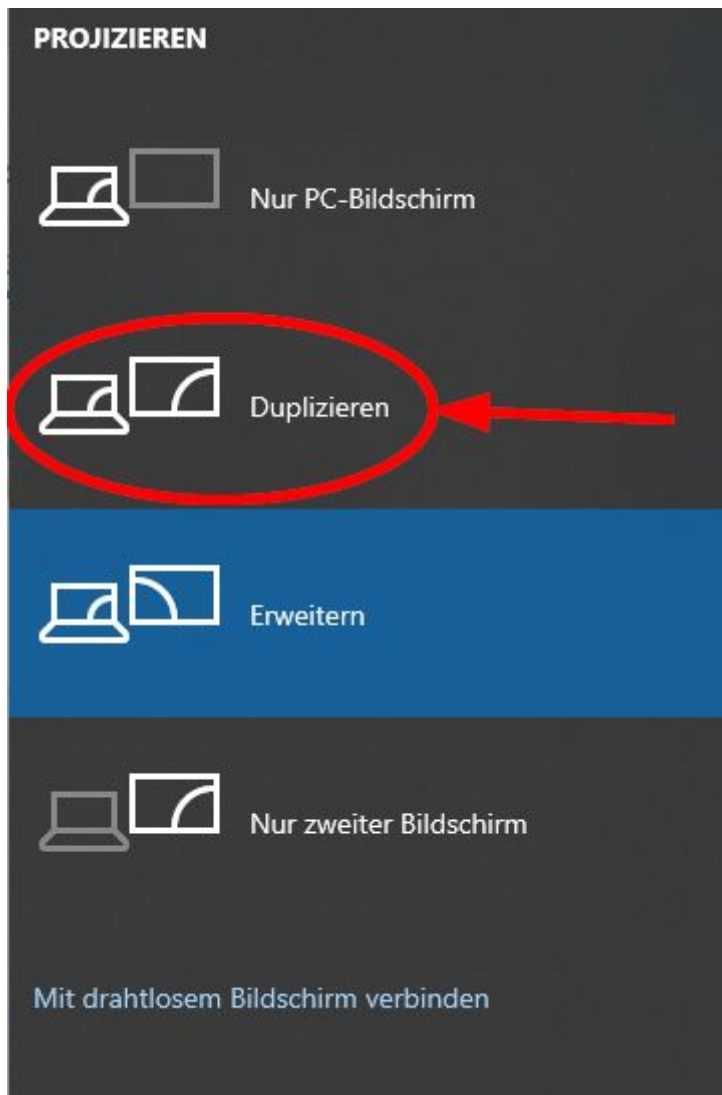 PROJIZIEREN
Nur PC-Bildschirm
Duplizieren
Erweitern
Nur zweiter Bildschirm
Mit drahtlosem Bildschirm verbinden